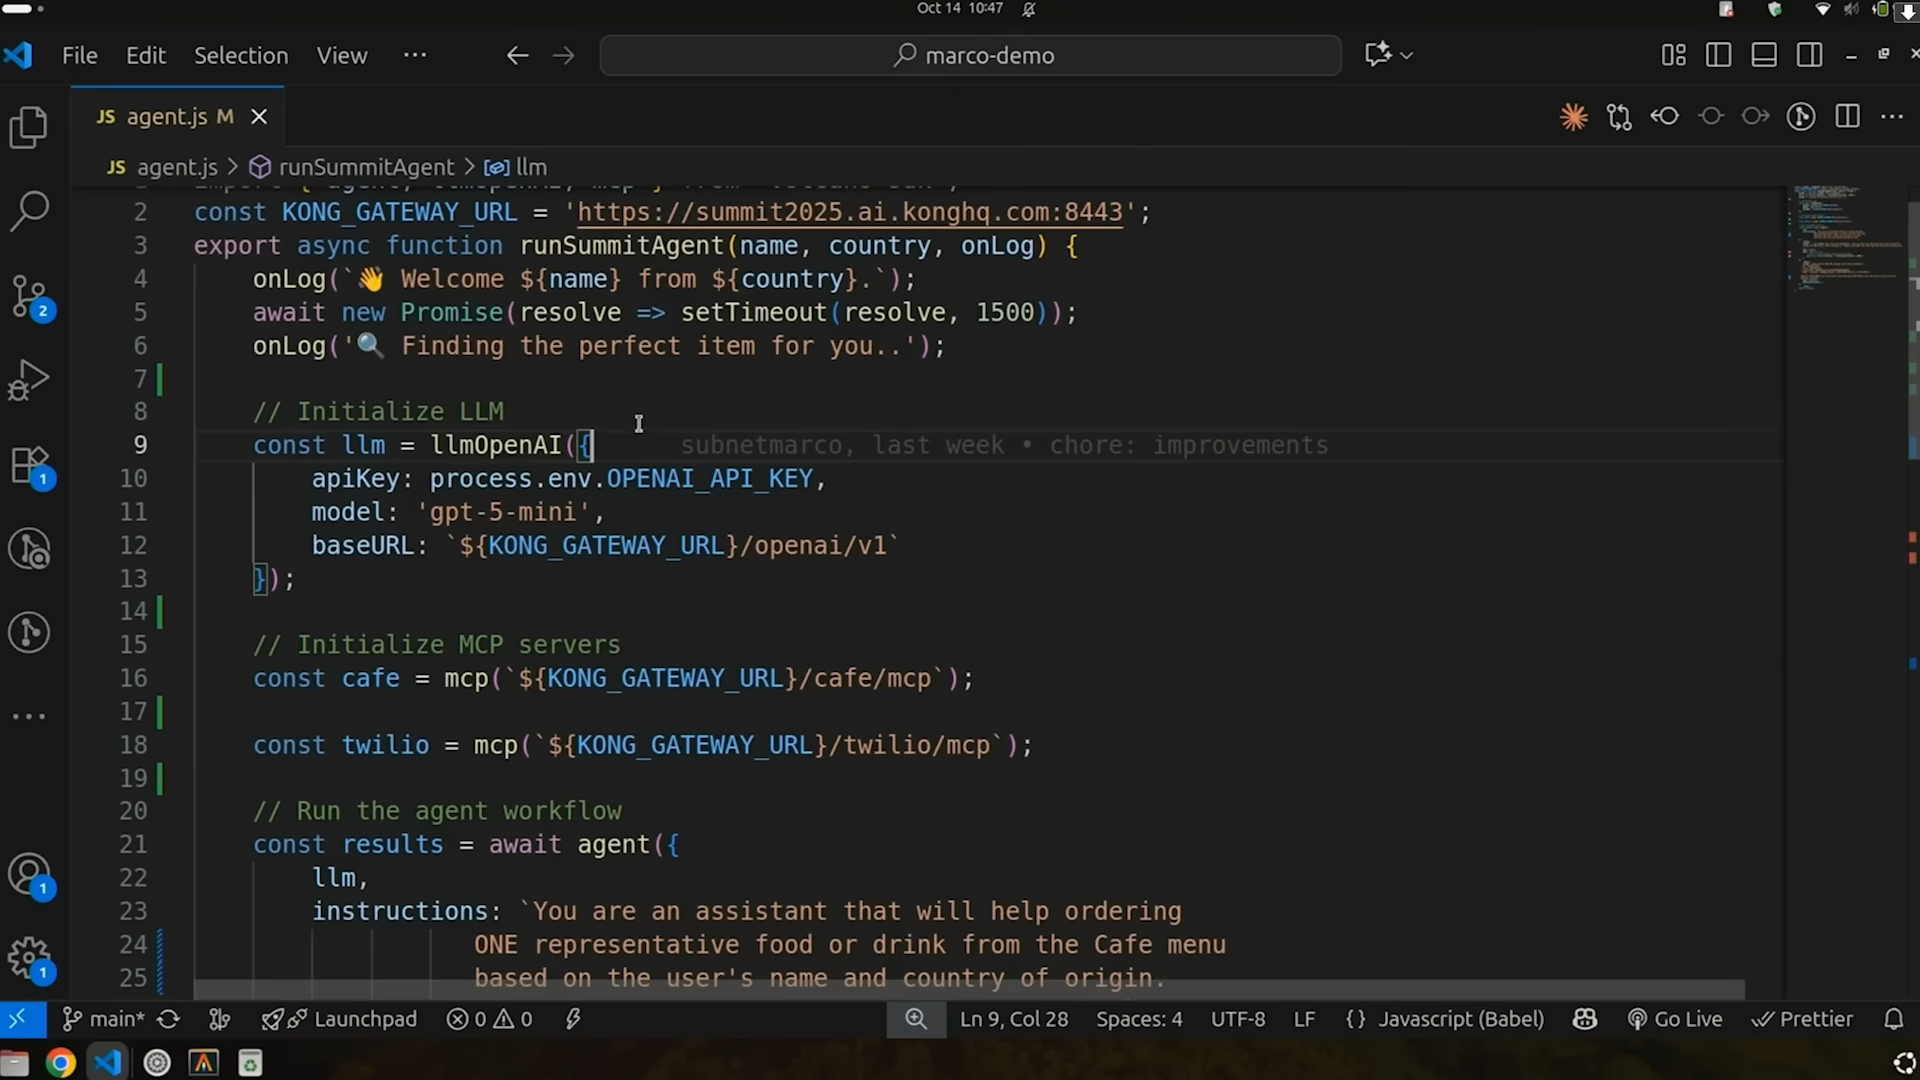 Oct 14 10:47
File Edit Selection View ···
marco-demo
JS agent.js M
JS agent.js > runSummitAgent > llm
2 const KONG_GATEWAY_URL = 'https://summit2025.ai.konghq.com:8443';
3 export async function runSummitAgent(name, country, onLog) {
4 onLog(`👋 Welcome ${name} from ${country}.`);
5 await new Promise(resolve => setTimeout(resolve, 1500));
6 onLog('🔍 Finding the perfect item for you..');
7
8 // Initialize LLM
9 const llm = llmOpenAI({ subnetmarco, last week • chore: improvements
10 apiKey: process.env.OPENAI_API_KEY,
11 model: 'gpt-5-mini',
12 baseURL: `${KONG_GATEWAY_URL}/openai/v1`
13 });
14
15 // Initialize MCP servers
16 const cafe = mcp(`${KONG_GATEWAY_URL}/cafe/mcp`);
17
18 const twilio = mcp(`${KONG_GATEWAY_URL}/twilio/mcp`);
19
20 // Run the agent workflow
21 const results = await agent({
22 llm,
23 instructions: `You are an assistant that will help ordering
24 ONE representative food or drink from the Cafe menu
25 based on the user's name and country of origin.
2
1
1
1
main* Launchpad 0 0 Ln 9, Col 28 Spaces: 4 UTF-8 LF {} Javascript (Babel) Go Live Prettier